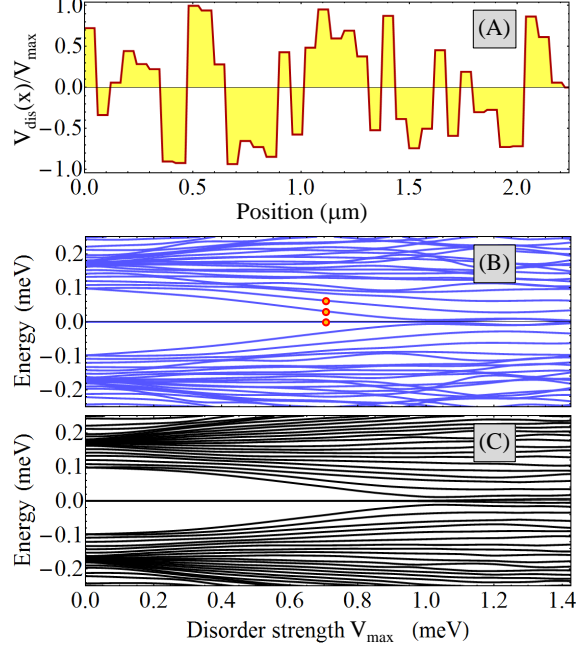 (A)
V_dis(x)/V_max
1.0
0.5
0.0
−0.5
−1.0
0.0 0.5 1.0 1.5 2.0
Position (μm)
(B)
Energy (meV)
0.2
0.1
0.0
−0.1
−0.2
(C)
Energy (meV)
0.2
0.1
0.0
−0.1
−0.2
0.0 0.2 0.4 0.6 0.8 1.0 1.2 1.4
Disorder strength V_max (meV)